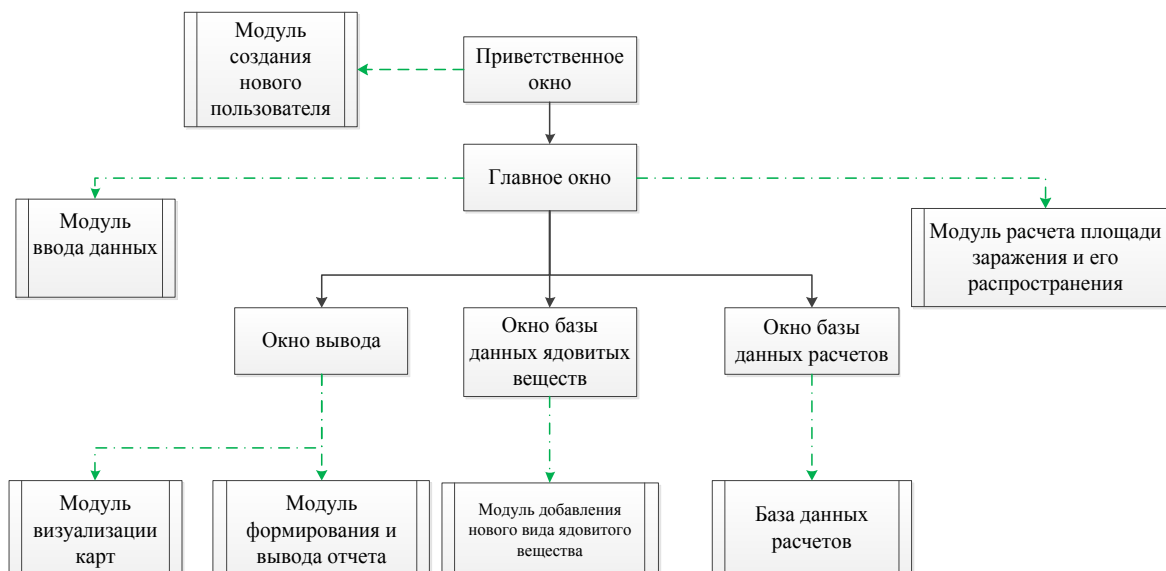 Модуль
создания
нового
пользователя
Приветственное
окно
Главное окно
Модуль
ввода данных
Модуль расчета площади
заражения и его
распространения
Окно вывода
Окно базы
данных ядовитых
веществ
Окно базы
данных расчетов
Модуль
визуализации
карт
Модуль
формирования и
вывода отчета
Модуль добавления
нового вида ядовитого
вещества
База данных
расчетов